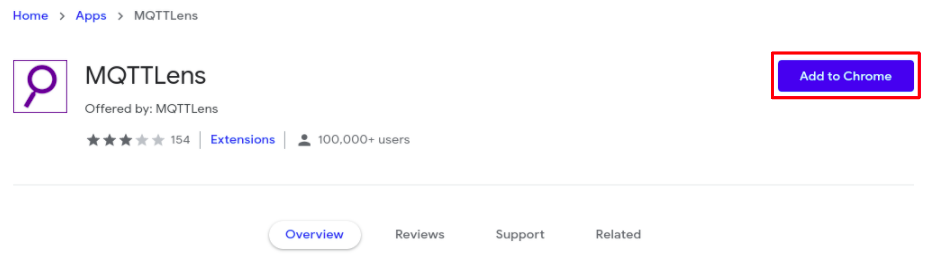 Home > Apps > MQTTLens
MQTTLens
Add to Chrome
Offered by: MQTTLens
154 | Extensions | 100,000+ users
Overview Reviews Support Related